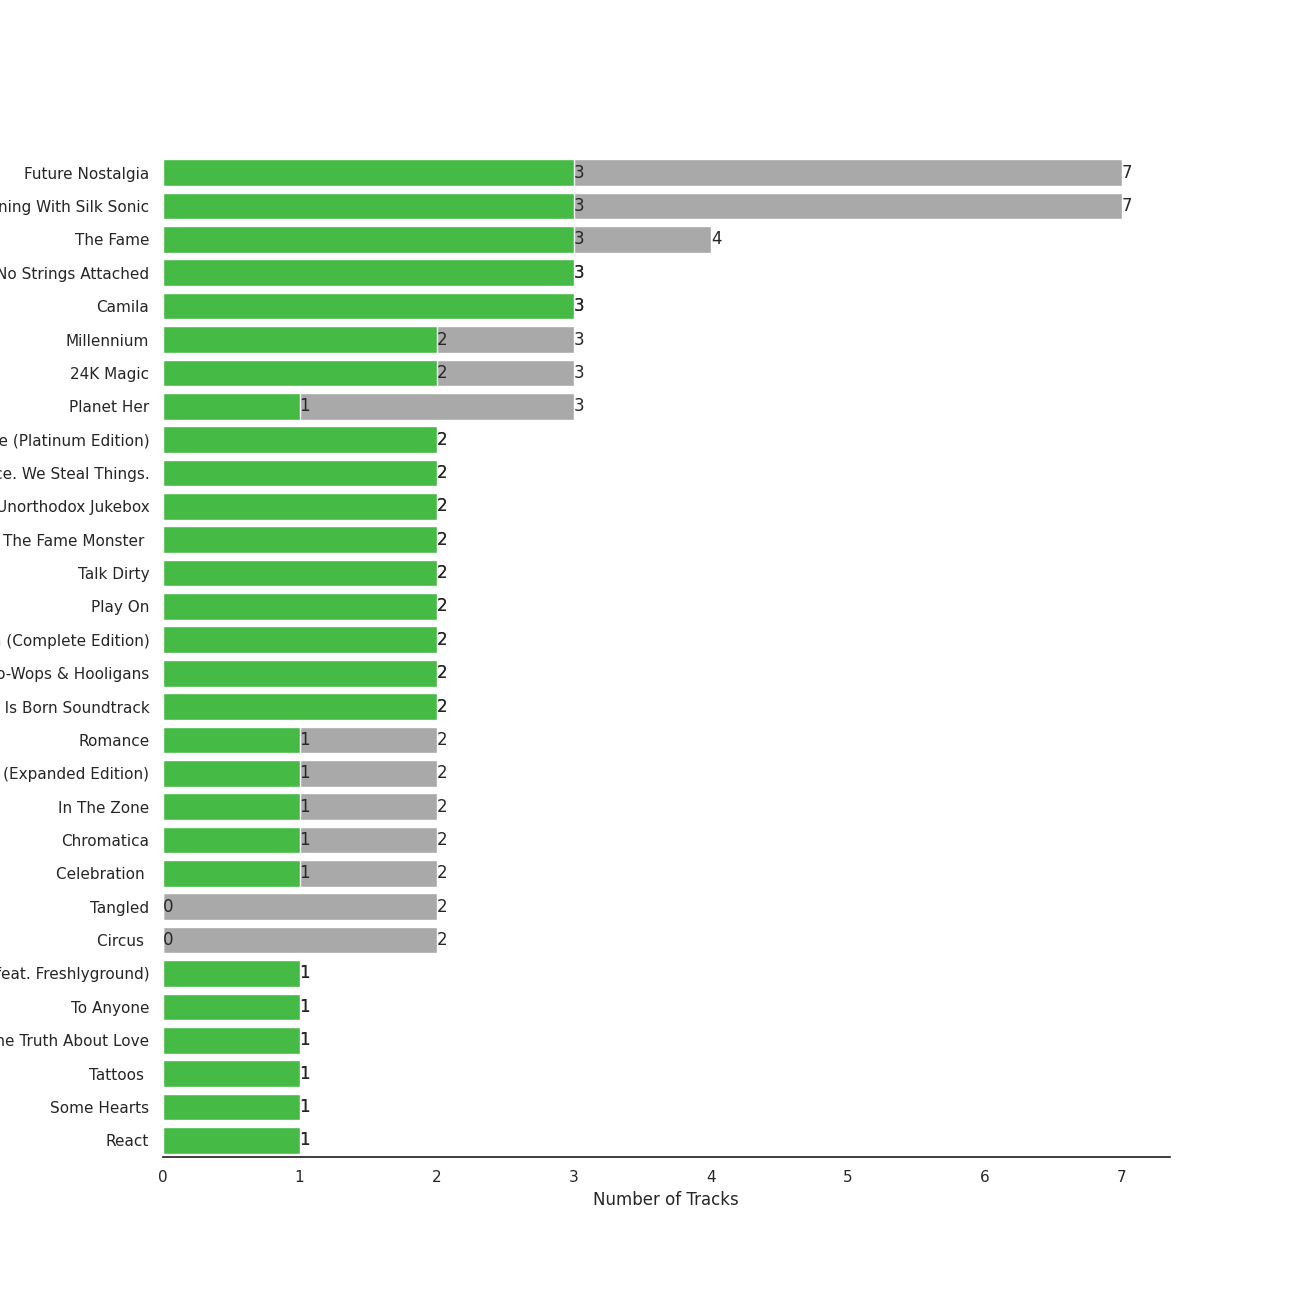 Future Nostalgia 3 7
ning With Silk Sonic 3 7
The Fame 3 4
No Strings Attached 3
Camila 3
Millennium 2 3
24K Magic 2 3
Planet Her 1 3
e (Platinum Edition) 2
ce. We Steal Things. 2
Unorthodox Jukebox 2
The Fame Monster 2
Talk Dirty 2
Play On 2
(Complete Edition) 2
o-Wops & Hooligans 2
Is Born Soundtrack 2
Romance 1 2
(Expanded Edition) 1 2
In The Zone 1 2
Chromatica 1 2
Celebration 1 2
Tangled 0 2
Circus 0 2
feat. Freshlyground) 1
To Anyone 1
he Truth About Love 1
Tattoos 1
Some Hearts 1
React 1
0 1 2 3 4 5 6 7
Number of Tracks